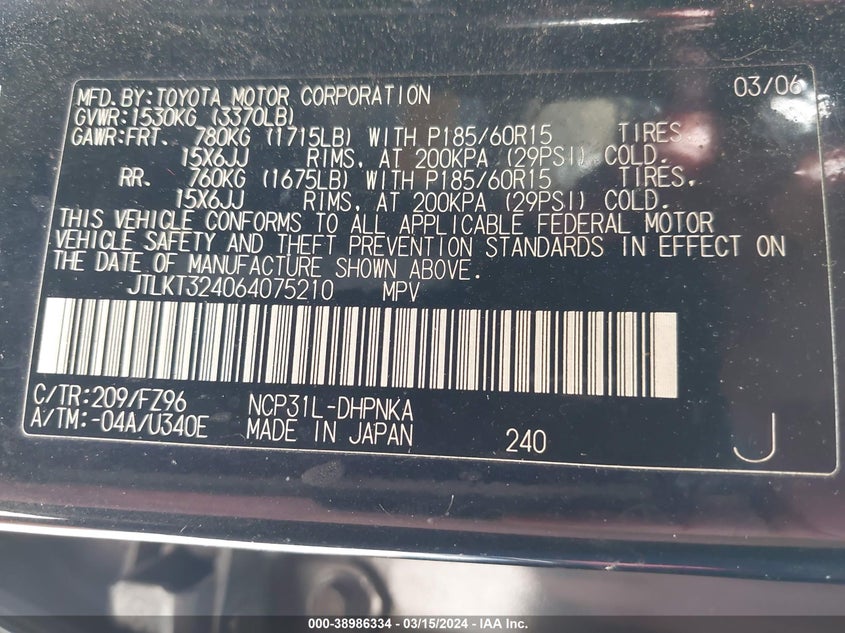 MFD. BY:TOYOTA MOTOR CORPORATION 03/06
GVWR:1530KG (3370LB)
GAWR:FRT. 780KG (1715LB) WITH P185/60R15 TIRES,
15X6JJ RIMS, AT 200KPA (29PSI) COLD.
RR. 760KG (1675LB) WITH P185/60R15 TIRES,
15X6JJ RIMS, AT 200KPA (29PSI) COLD.
THIS VEHICLE CONFORMS TO ALL APPLICABLE FEDERAL MOTOR
VEHICLE SAFETY AND THEFT PREVENTION STANDARDS IN EFFECT ON
THE DATE OF MANUFACTURE SHOWN ABOVE.
JTLKT324064075210 MPV
C/TR:209/FZ96 NCP31L-DHPNKA
A/TM:-04A/U340E MADE IN JAPAN 240 J
000-38986334 - 03/15/2024 - IAA Inc.